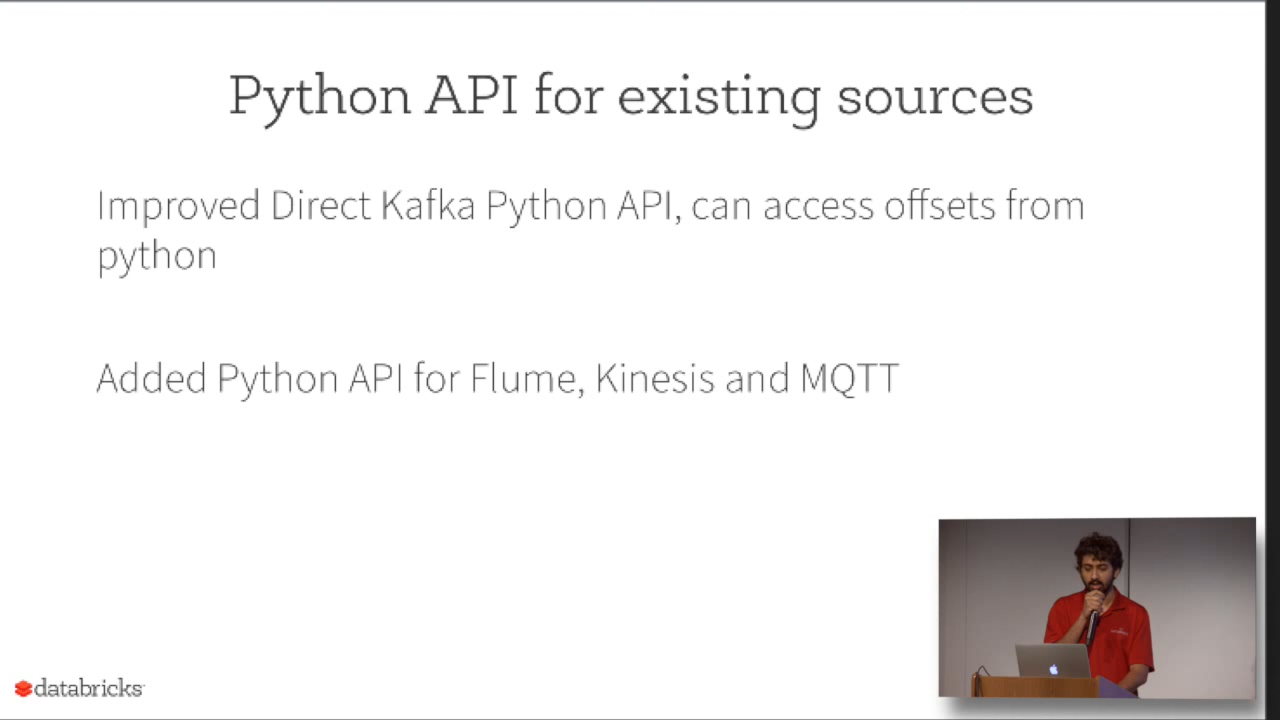 Python API for existing sources
Improved Direct Kafka Python API, can access offsets from
python
Added Python API for Flume, Kinesis and MQTT
databricks